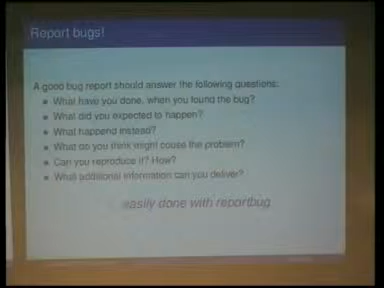 Report bugs!
A good bug report should answer the following questions:
What have you done, when you found the bug?
What did you expected to happen?
What happend instead?
What do you think might cause the problem?
Can you reproduce it? How?
What additional information can you deliver?
easily done with reportbug